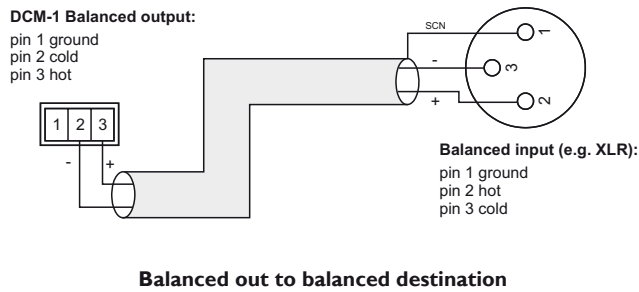 DCM-1 Balanced output:
pin 1 ground
pin 2 cold
pin 3 hot
1 2 3
- +
SCN
-
+
1
3
2
Balanced input (e.g. XLR):
pin 1 ground
pin 2 hot
pin 3 cold
Balanced out to balanced destination